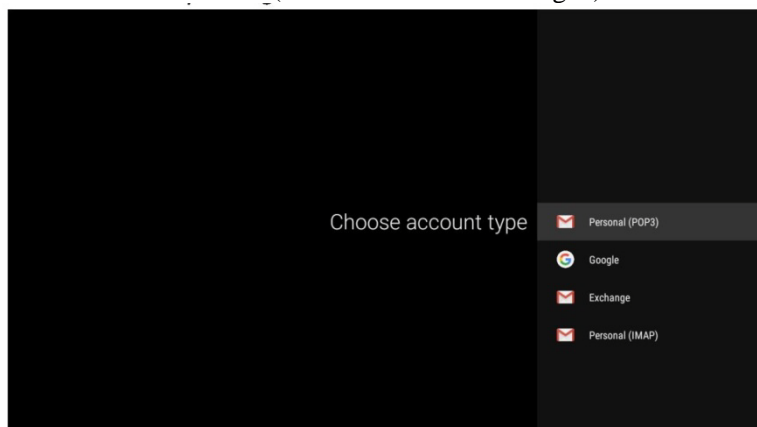 Choose account type
Personal (POP3)
Google
Exchange
Personal (IMAP)